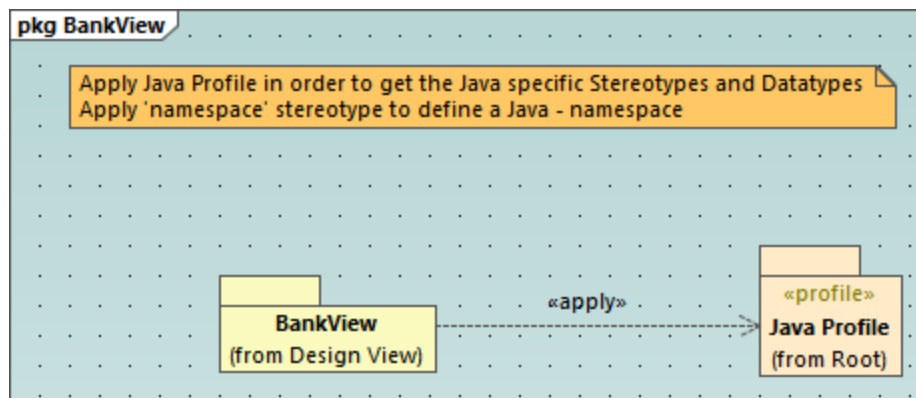 pkg BankView
Apply Java Profile in order to get the Java specific Stereotypes and Datatypes
Apply 'namespace' stereotype to define a Java - namespace
«apply»
BankView
(from Design View)
«profile»
Java Profile
(from Root)